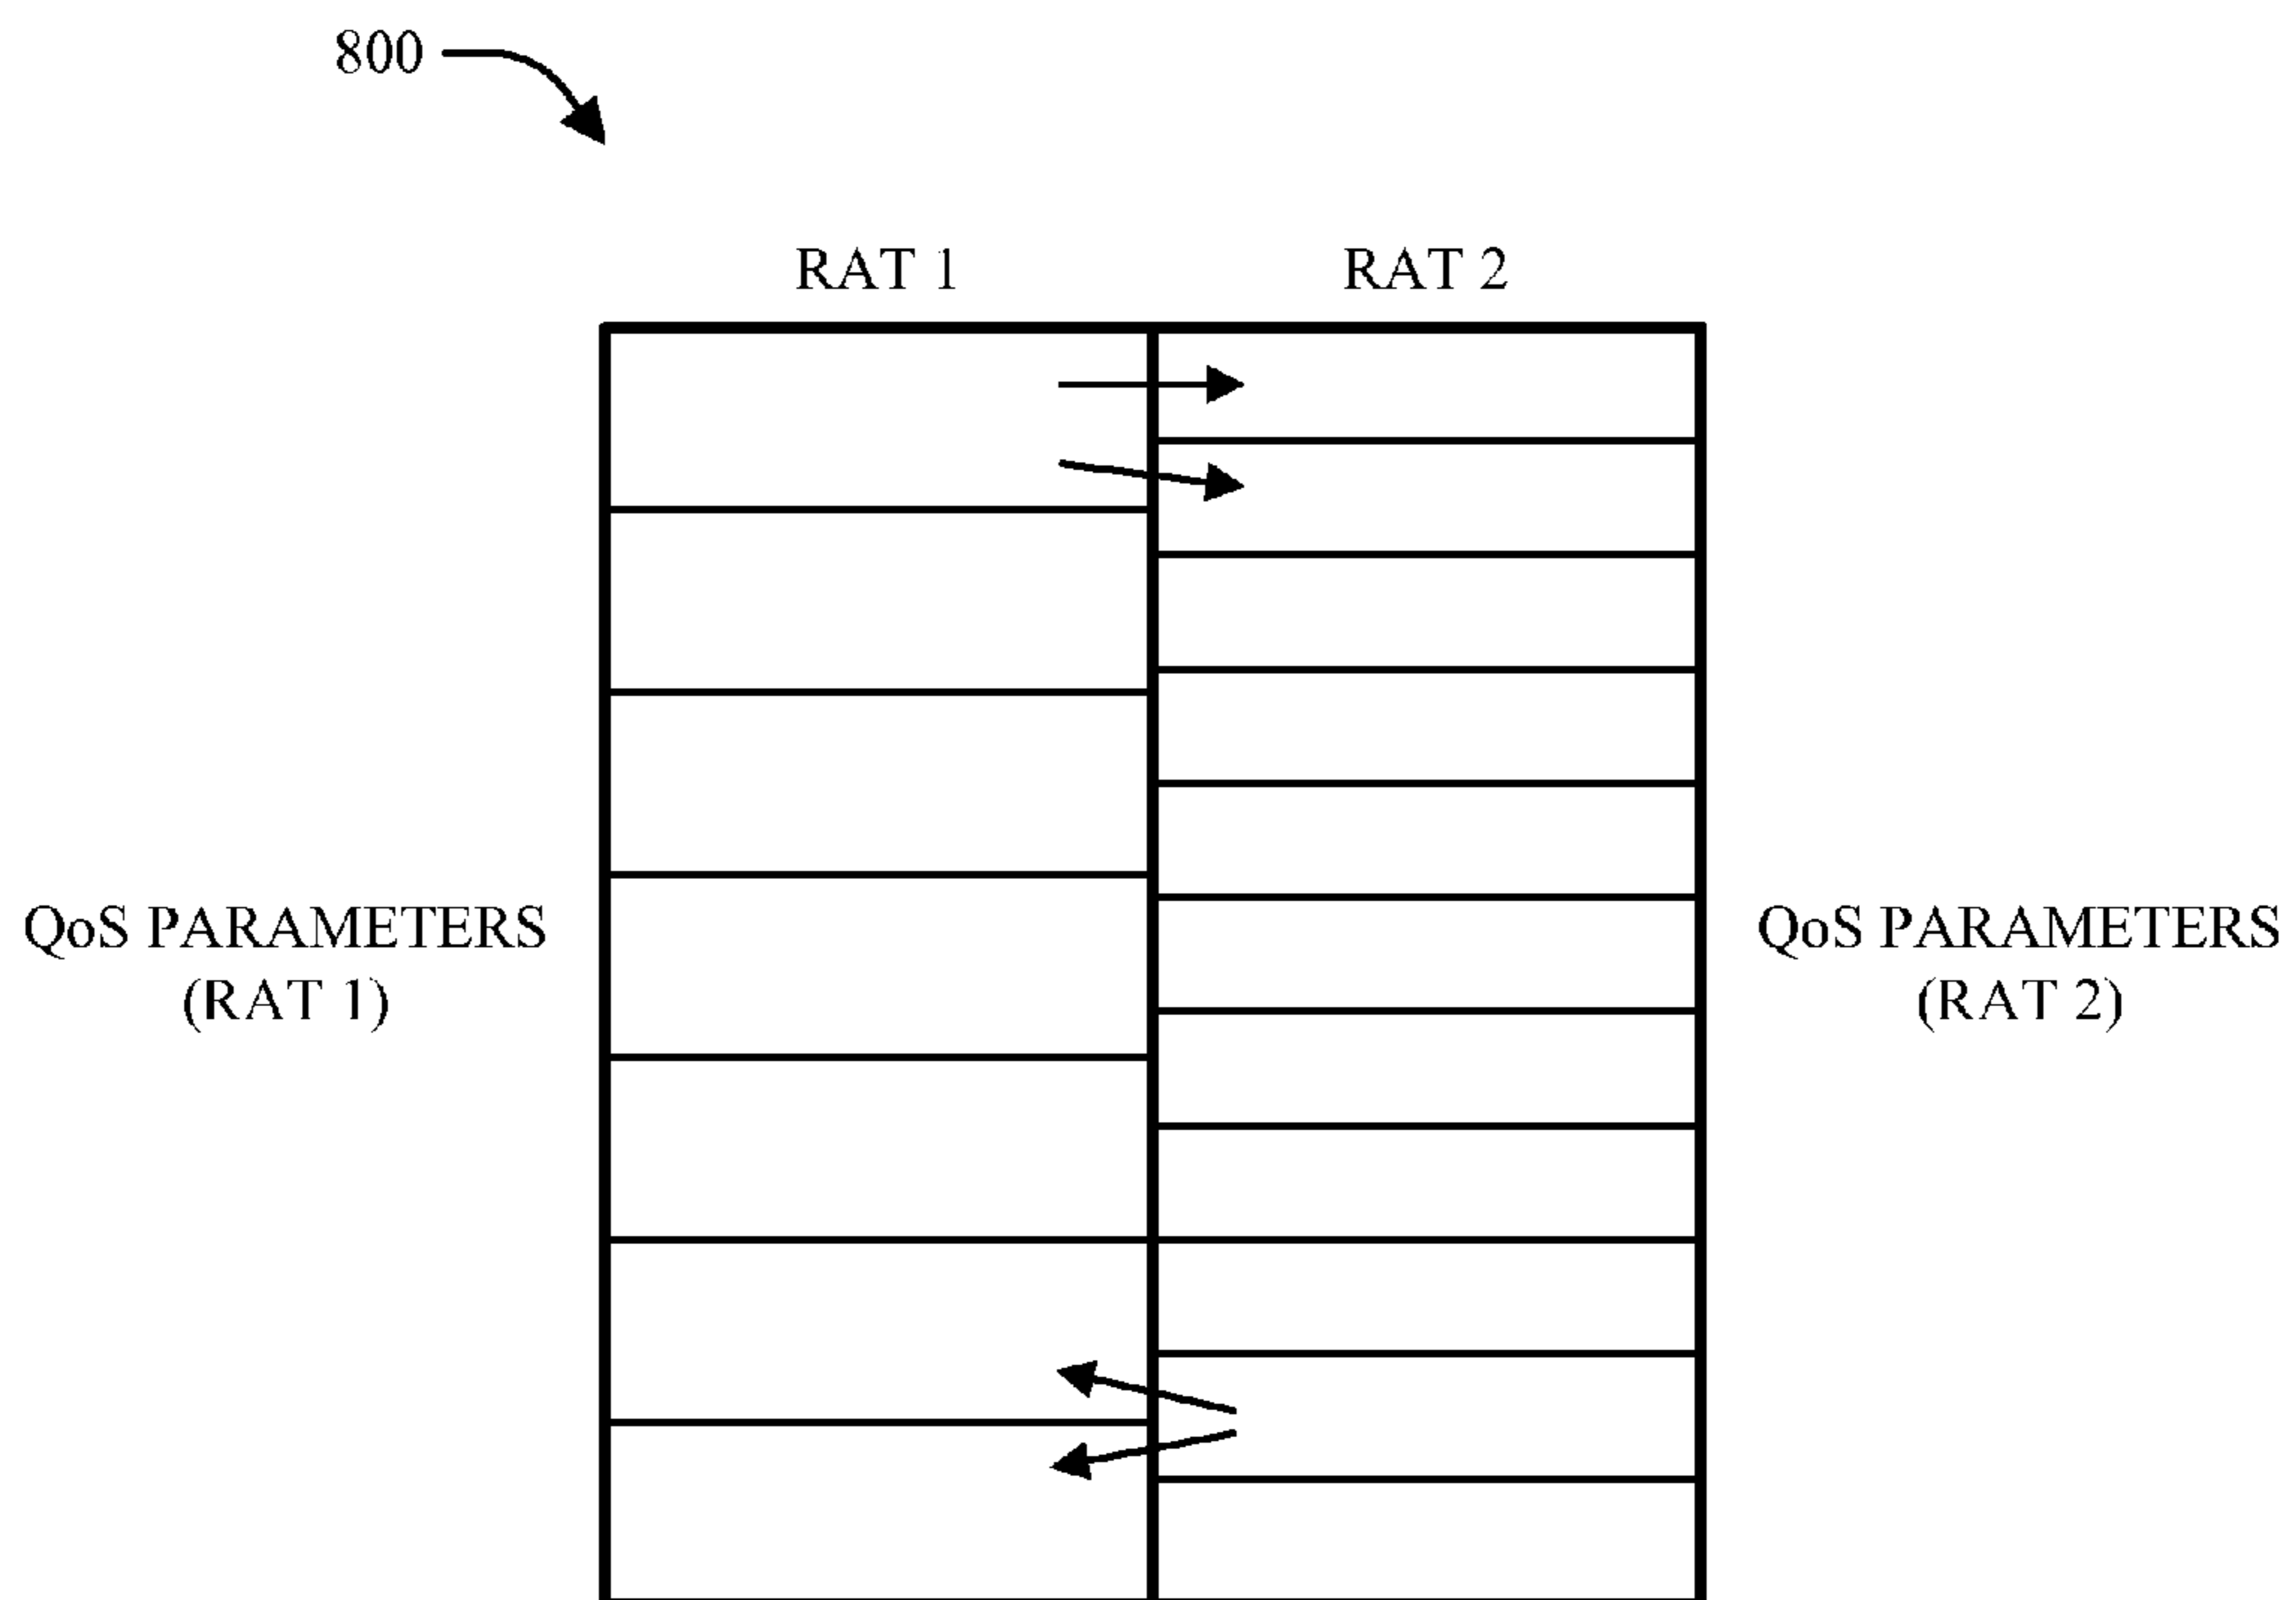 800
RAT 1
RAT 2
QoS PARAMETERS
(RAT 1)
QoS PARAMETERS
(RAT 2)